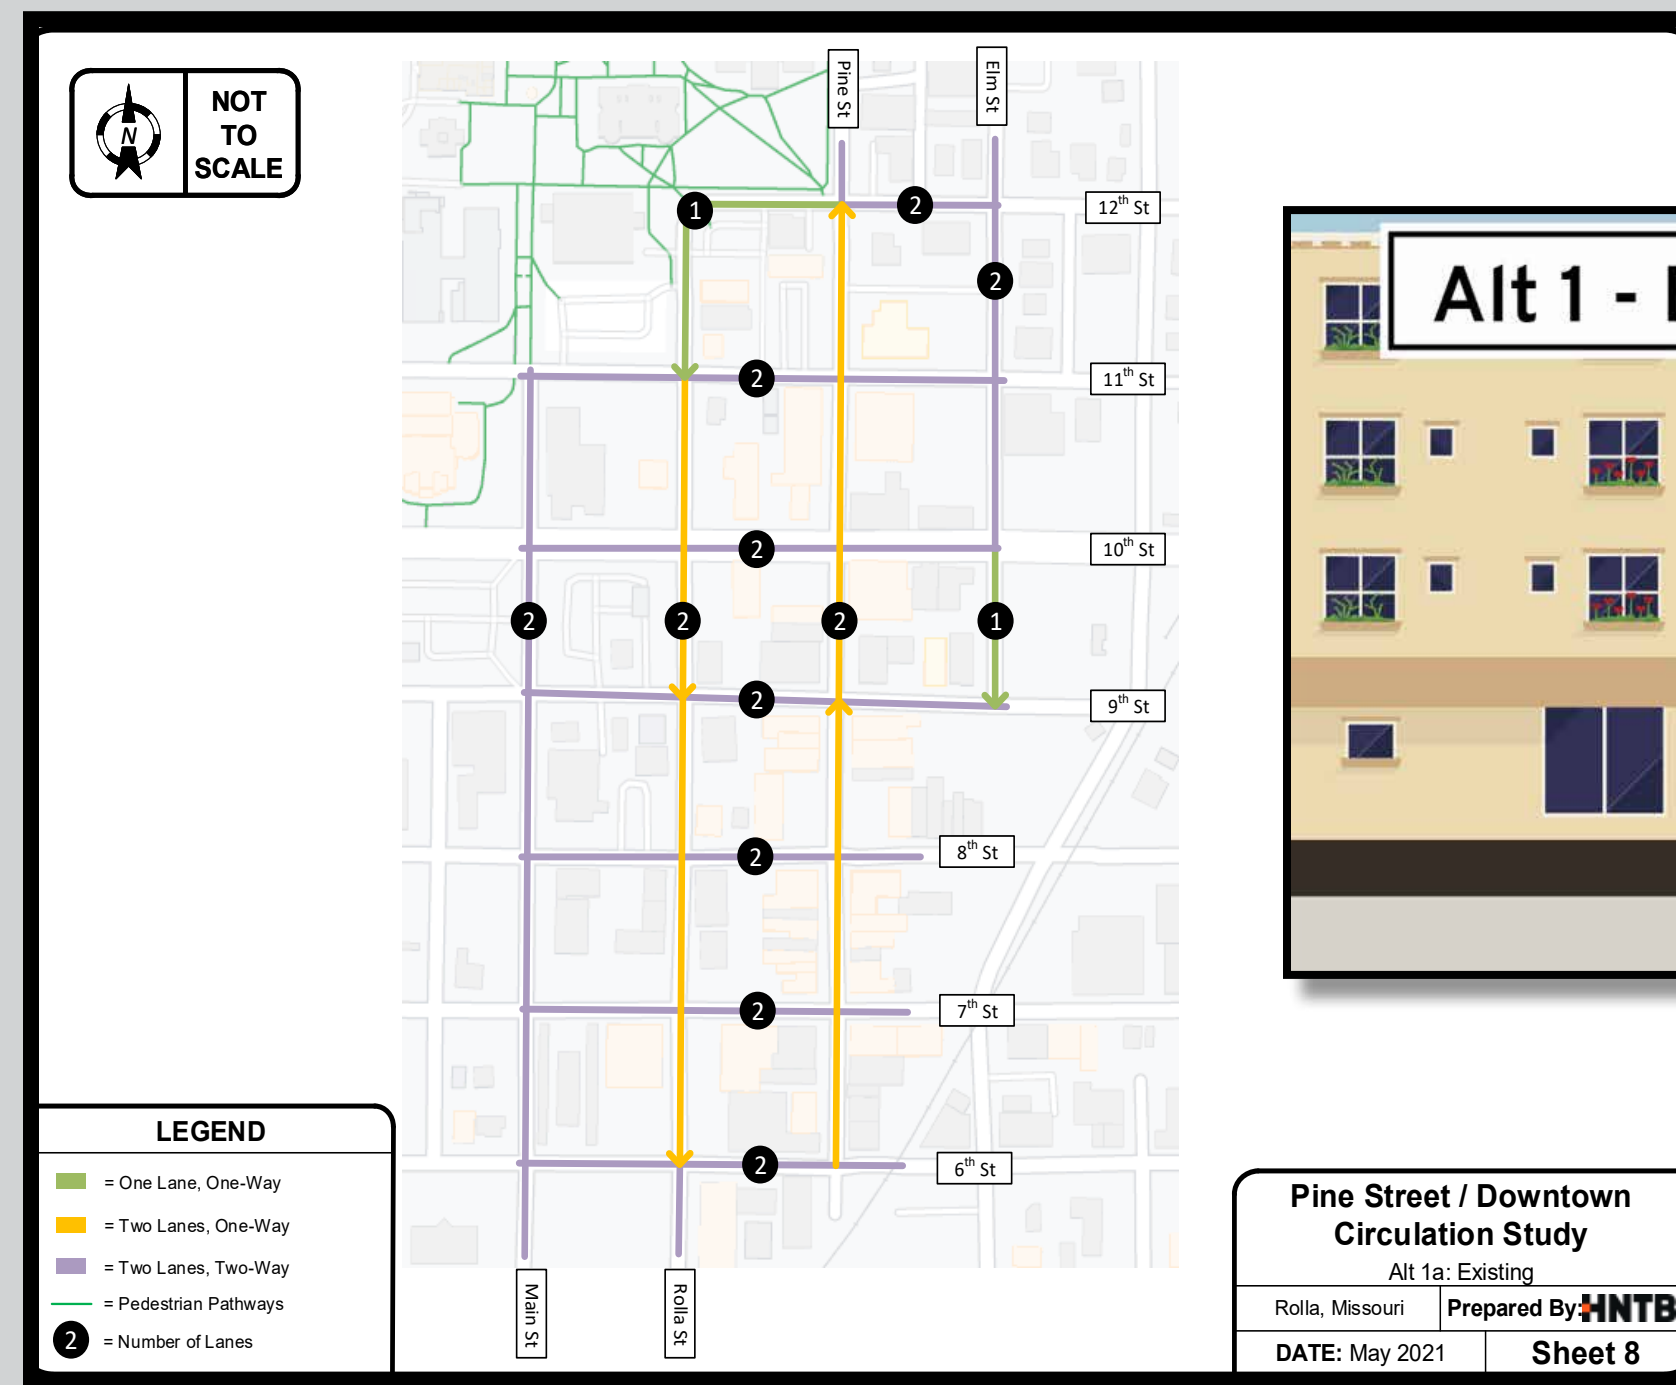 N
NOT
TO
SCALE
Pine St
Elm St
1
2
12th St
2
2
11th St
2
10th St
2
2
2
1
2
9th St
2
8th St
2
7th St
2
6th St
Main St
Rolla St
LEGEND
= One Lane, One-Way
= Two Lanes, One-Way
= Two Lanes, Two-Way
= Pedestrian Pathways
2 = Number of Lanes
Alt 1 -
Pine Street / Downtown
Circulation Study
Alt 1a: Existing
Rolla, Missouri
Prepared By: HNTB
DATE: May 2021
Sheet 8